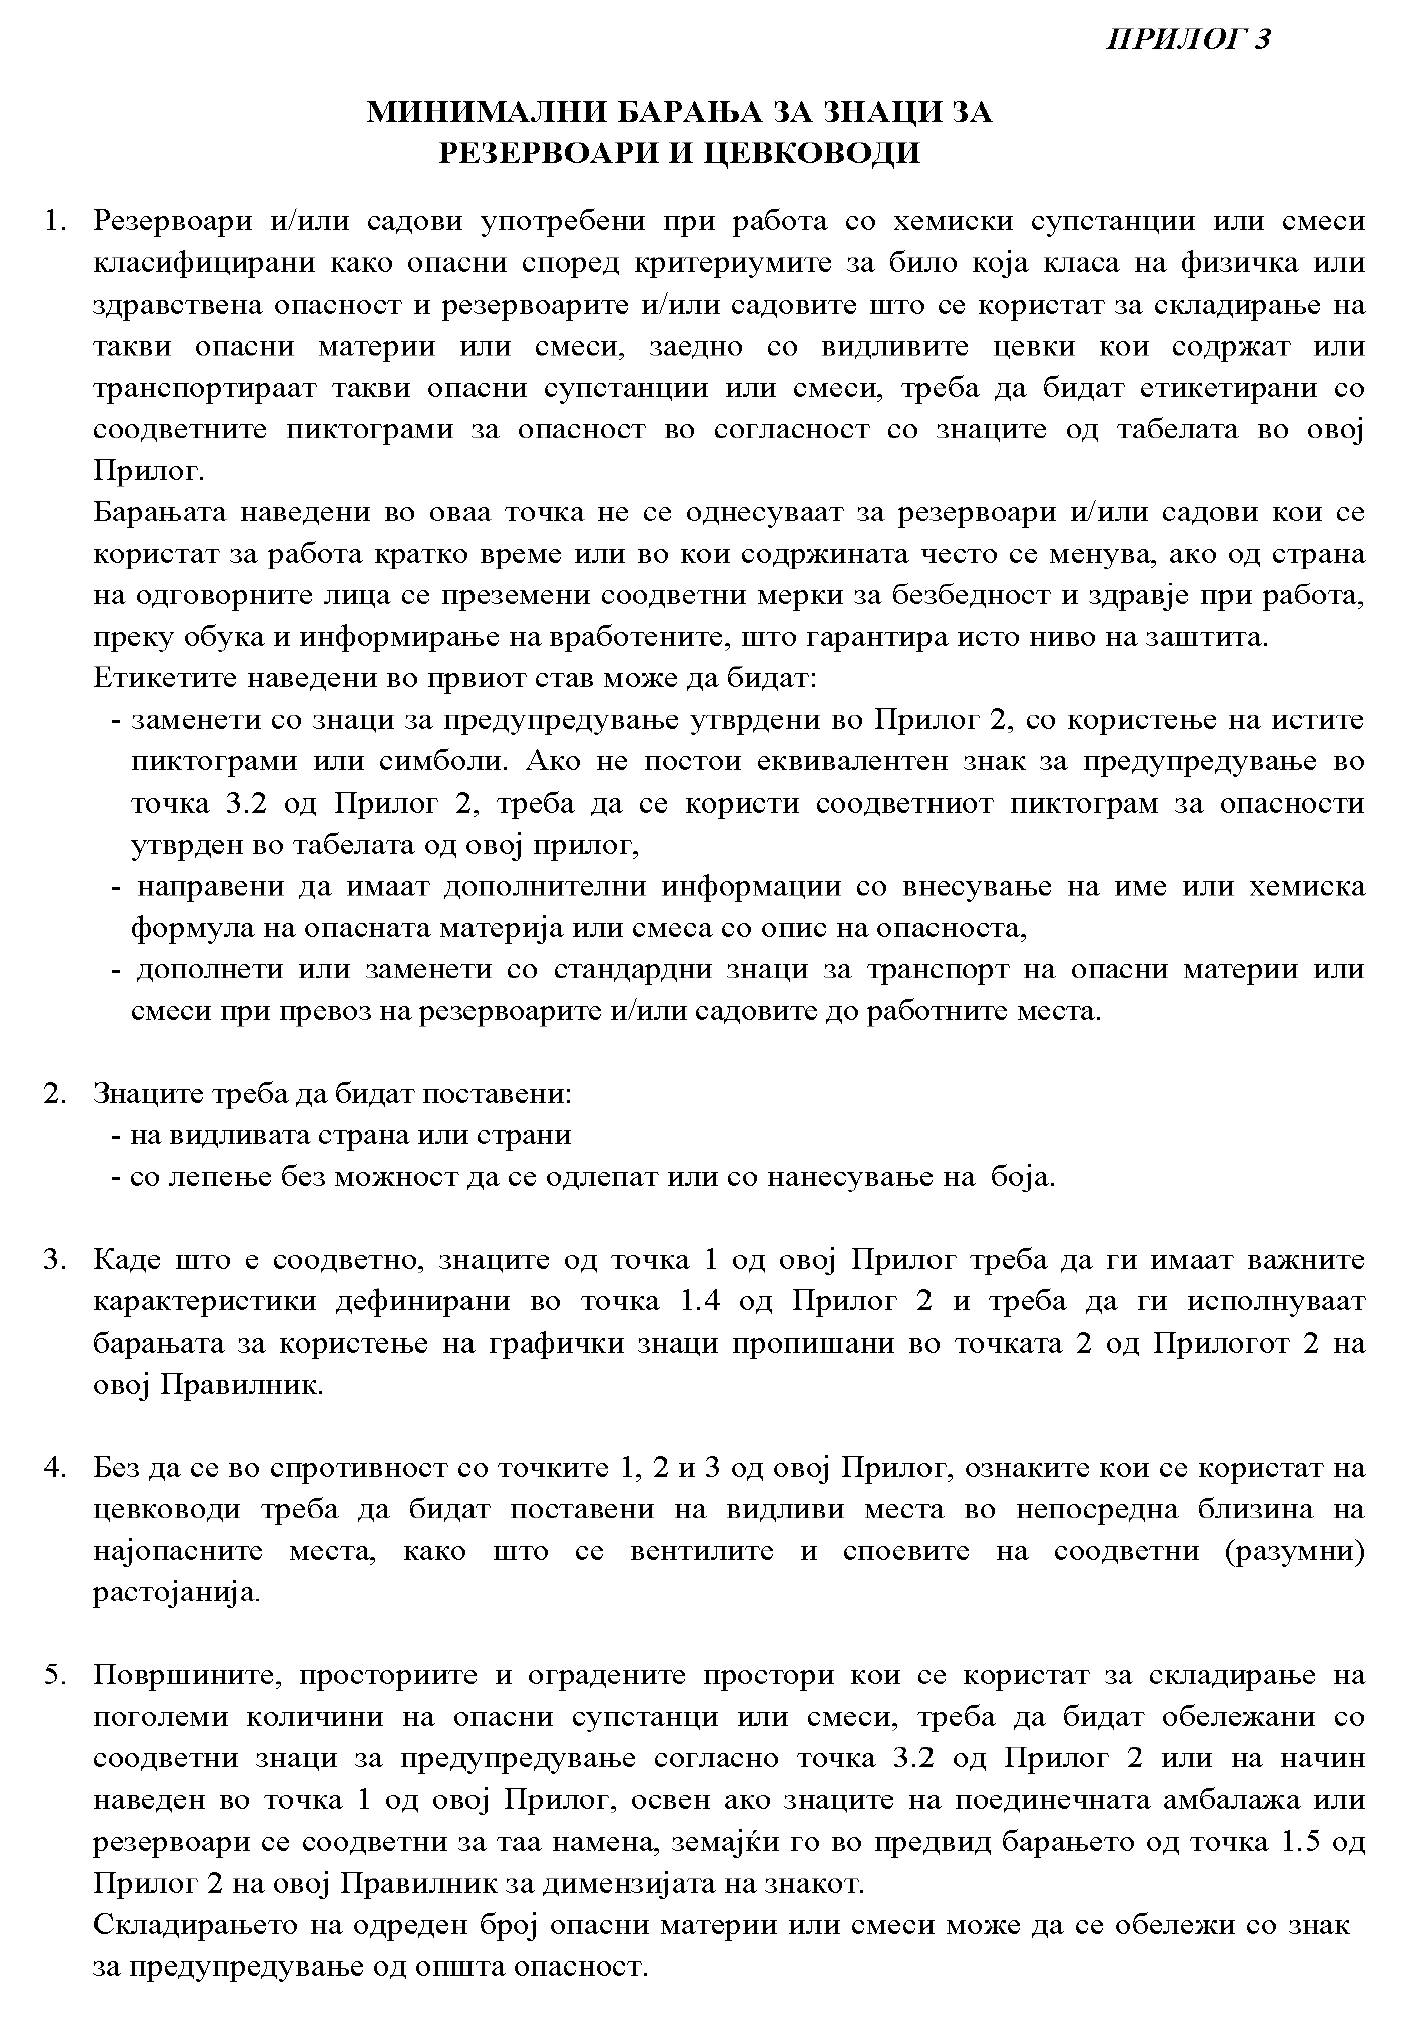 ПРИЛОГ 3
МИНИМАЛНИ БАРАЊА ЗА ЗНАЦИ ЗА
РЕЗЕРВОАРИ И ЦЕВКОВОДИ
1. Резервоари и/или садови употребени при работа со хемиски супстанции или смеси
класифицирани како опасни според критериумите за било која класа на физичка или
здравствена опасност и резервоарите и/или садовите што се користат за складирање на
такви опасни материи или смеси, заедно со видливите цевки кои содржат или
транспортираат такви опасни супстанции или смеси, треба да бидат етикетирани со
соодветните пиктограми за опасност во согласност со знаците од табелата во овој
Прилог.
Барањата наведени во оваа точка не се однесуваат за резервоари и/или садови кои се
користат за работа кратко време или во кои содржината често се менува, ако од страна
на одговорните лица се преземени соодветни мерки за безбедност и здравје при работа,
преку обука и информирање на вработените, што гарантира исто ниво на заштита.
Етикетите наведени во првиот став може да бидат:
- заменети со знаци за предупредување утврдени во Прилог 2, со користење на истите
пиктограми или симболи. Ако не постои еквивалентен знак за предупредување во
точка 3.2 од Прилог 2, треба да се користи соодветниот пиктограм за опасности
утврден во табелата од овој прилог,
- направени да имаат дополнителни информации со внесување на име или хемиска
формула на опасната материја или смеса со опис на опасноста,
- дополнети или заменети со стандардни знаци за транспорт на опасни материи или
смеси при превоз на резервоарите и/или садовите до работните места.
2. Знаците треба да бидат поставени:
- на видливата страна или страни
- со лепење без можност да се одлепат или со нанесување на боја.
3. Каде што е соодветно, знаците од точка 1 од овој Прилог треба да ги имаат важните
карактеристики дефинирани во точка 1.4 од Прилог 2 и треба да ги исполнуваат
барањата за користење на графички знаци пропишани во точката 2 од Прилогот 2 на
овој Правилник.
4. Без да се во спротивност со точките 1, 2 и 3 од овој Прилог, ознаките кои се користат на
цевководи треба да бидат поставени на видливи места во непосредна близина на
најопасните места, како што се вентилите и споевите на соодветни (разумни)
растојанија.
5. Површините, просториите и оградените простори кои се користат за складирање на
поголеми количини на опасни супстанци или смеси, треба да бидат обележани со
соодветни знаци за предупредување согласно точка 3.2 од Прилог 2 или на начин
наведен во точка 1 од овој Прилог, освен ако знаците на поединечната амбалажа или
резервоари се соодветни за таа намена, земајќи го во предвид барањето од точка 1.5 од
Прилог 2 на овој Правилник за димензијата на знакот.
Складирањето на одреден број опасни материи или смеси може да се обележи со знак
за предупредување од општа опасност.